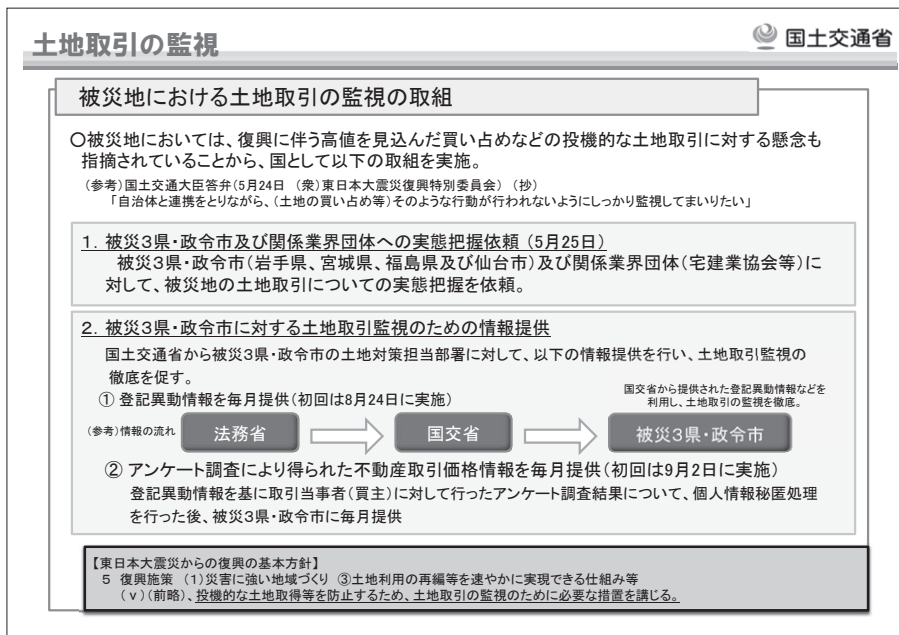 土地取引の監視
国土交通省
被災地における土地取引の監視の取組
〇被災地においては、復興に伴う高値を見込んだ買い占めなどの投機的な土地取引に対する懸念も
指摘されていることから、国として以下の取組を実施。
(参考)国土交通大臣答弁(5月24日 (衆)東日本大震災復興特別委員会) (抄)
「自治体と連携をとりながら、(土地の買い占め等)そのような行動が行われないようにしっかり監視してまいりたい」
1. 被災3県・政令市及び関係業界団体への実態把握依頼 (5月25日)
被災3県・政令市(岩手県、宮城県、福島県及び仙台市)及び関係業界団体(宅建業協会等)に
対して、被災地の土地取引についての実態把握を依頼。
2. 被災3県・政令市に対する土地取引監視のための情報提供
国土交通省から被災3県・政令市の土地対策担当部署に対して、以下の情報提供を行い、土地取引監視の
徹底を促す。
① 登記異動情報を毎月提供(初回は8月24日に実施)
国交省から提供された登記異動情報などを
利用し、土地取引の監視を徹底。
(参考)情報の流れ 法務省 国交省 被災3県・政令市
② アンケート調査により得られた不動産取引価格情報を毎月提供(初回は9月2日に実施)
登記異動情報を基に取引当事者(買主)に対して行ったアンケート調査結果について、個人情報秘匿処理
を行った後、被災3県・政令市に毎月提供
【東日本大震災からの復興の基本方針】
5 復興施策 (1)災害に強い地域づくり ③土地利用の再編等を速やかに実現できる仕組み等
(ⅴ)(前略)、投機的な土地取得等を防止するため、土地取引の監視のために必要な措置を講じる。